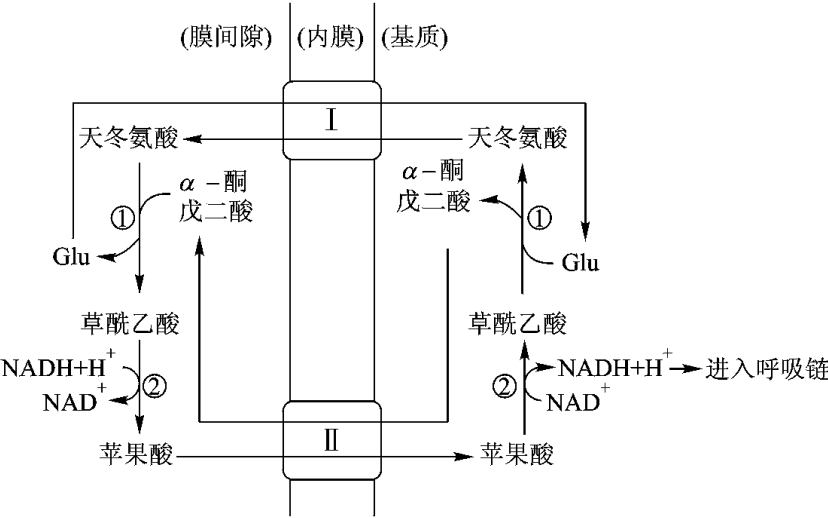 (膜间隙) (内膜) (基质)
Ⅰ
天冬氨酸 天冬氨酸
α-酮 α-酮
戊二酸 戊二酸
① ①
Glu Glu
草酰乙酸 草酰乙酸
NADH+H+ NADH+H+ 进入呼吸链
② ②
NAD+ NAD+
苹果酸 Ⅱ 苹果酸